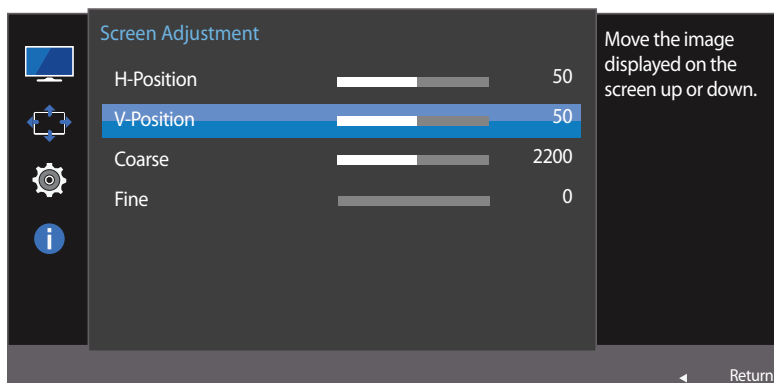 Screen Adjustment
H-Position 50
V-Position 50
Coarse 2200
Fine 0
Move the image
displayed on the
screen up or down.
i
Return